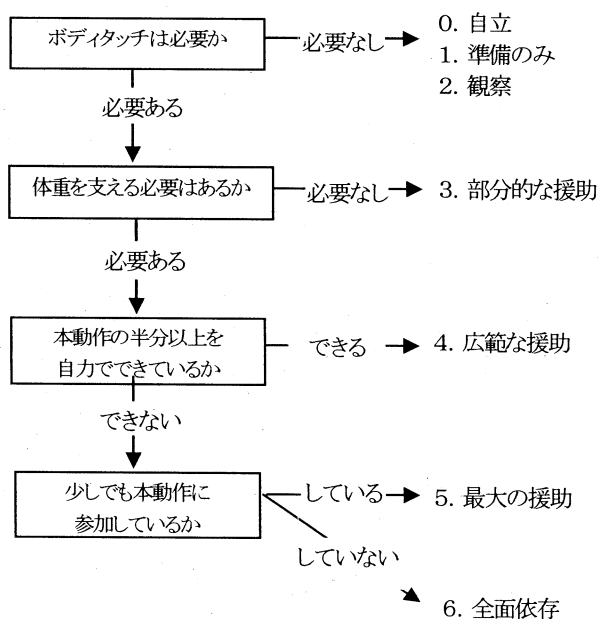 ボディタッチは必要か
必要なし
0. 自立
1. 準備のみ
2. 観察
必要ある
体重を支える必要はあるか
必要なし
3. 部分的な援助
必要ある
本動作の半分以上を
自力でできているか
できる
4. 広範な援助
できない
少しでも本動作に
参加しているか
している
5. 最大の援助
していない
6. 全面依存